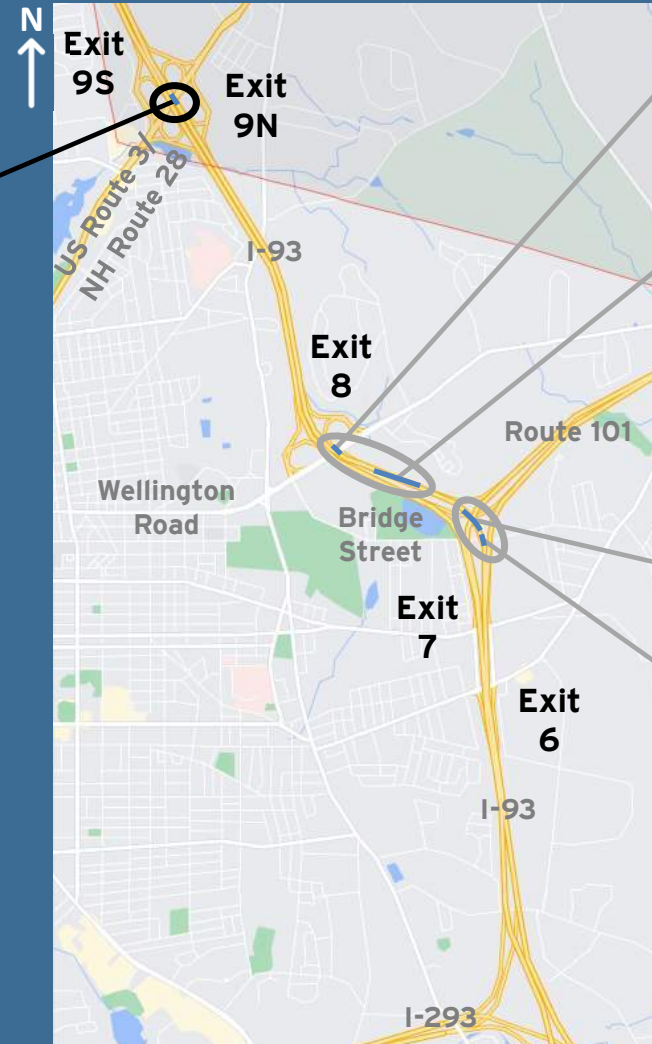 N
Exit
9S
Exit
9N
US Route 3/
NH Route 28
I-93
Exit
8
Route 101
Wellington
Road
Bridge
Street
Exit
7
Exit
6
I-93
I-293